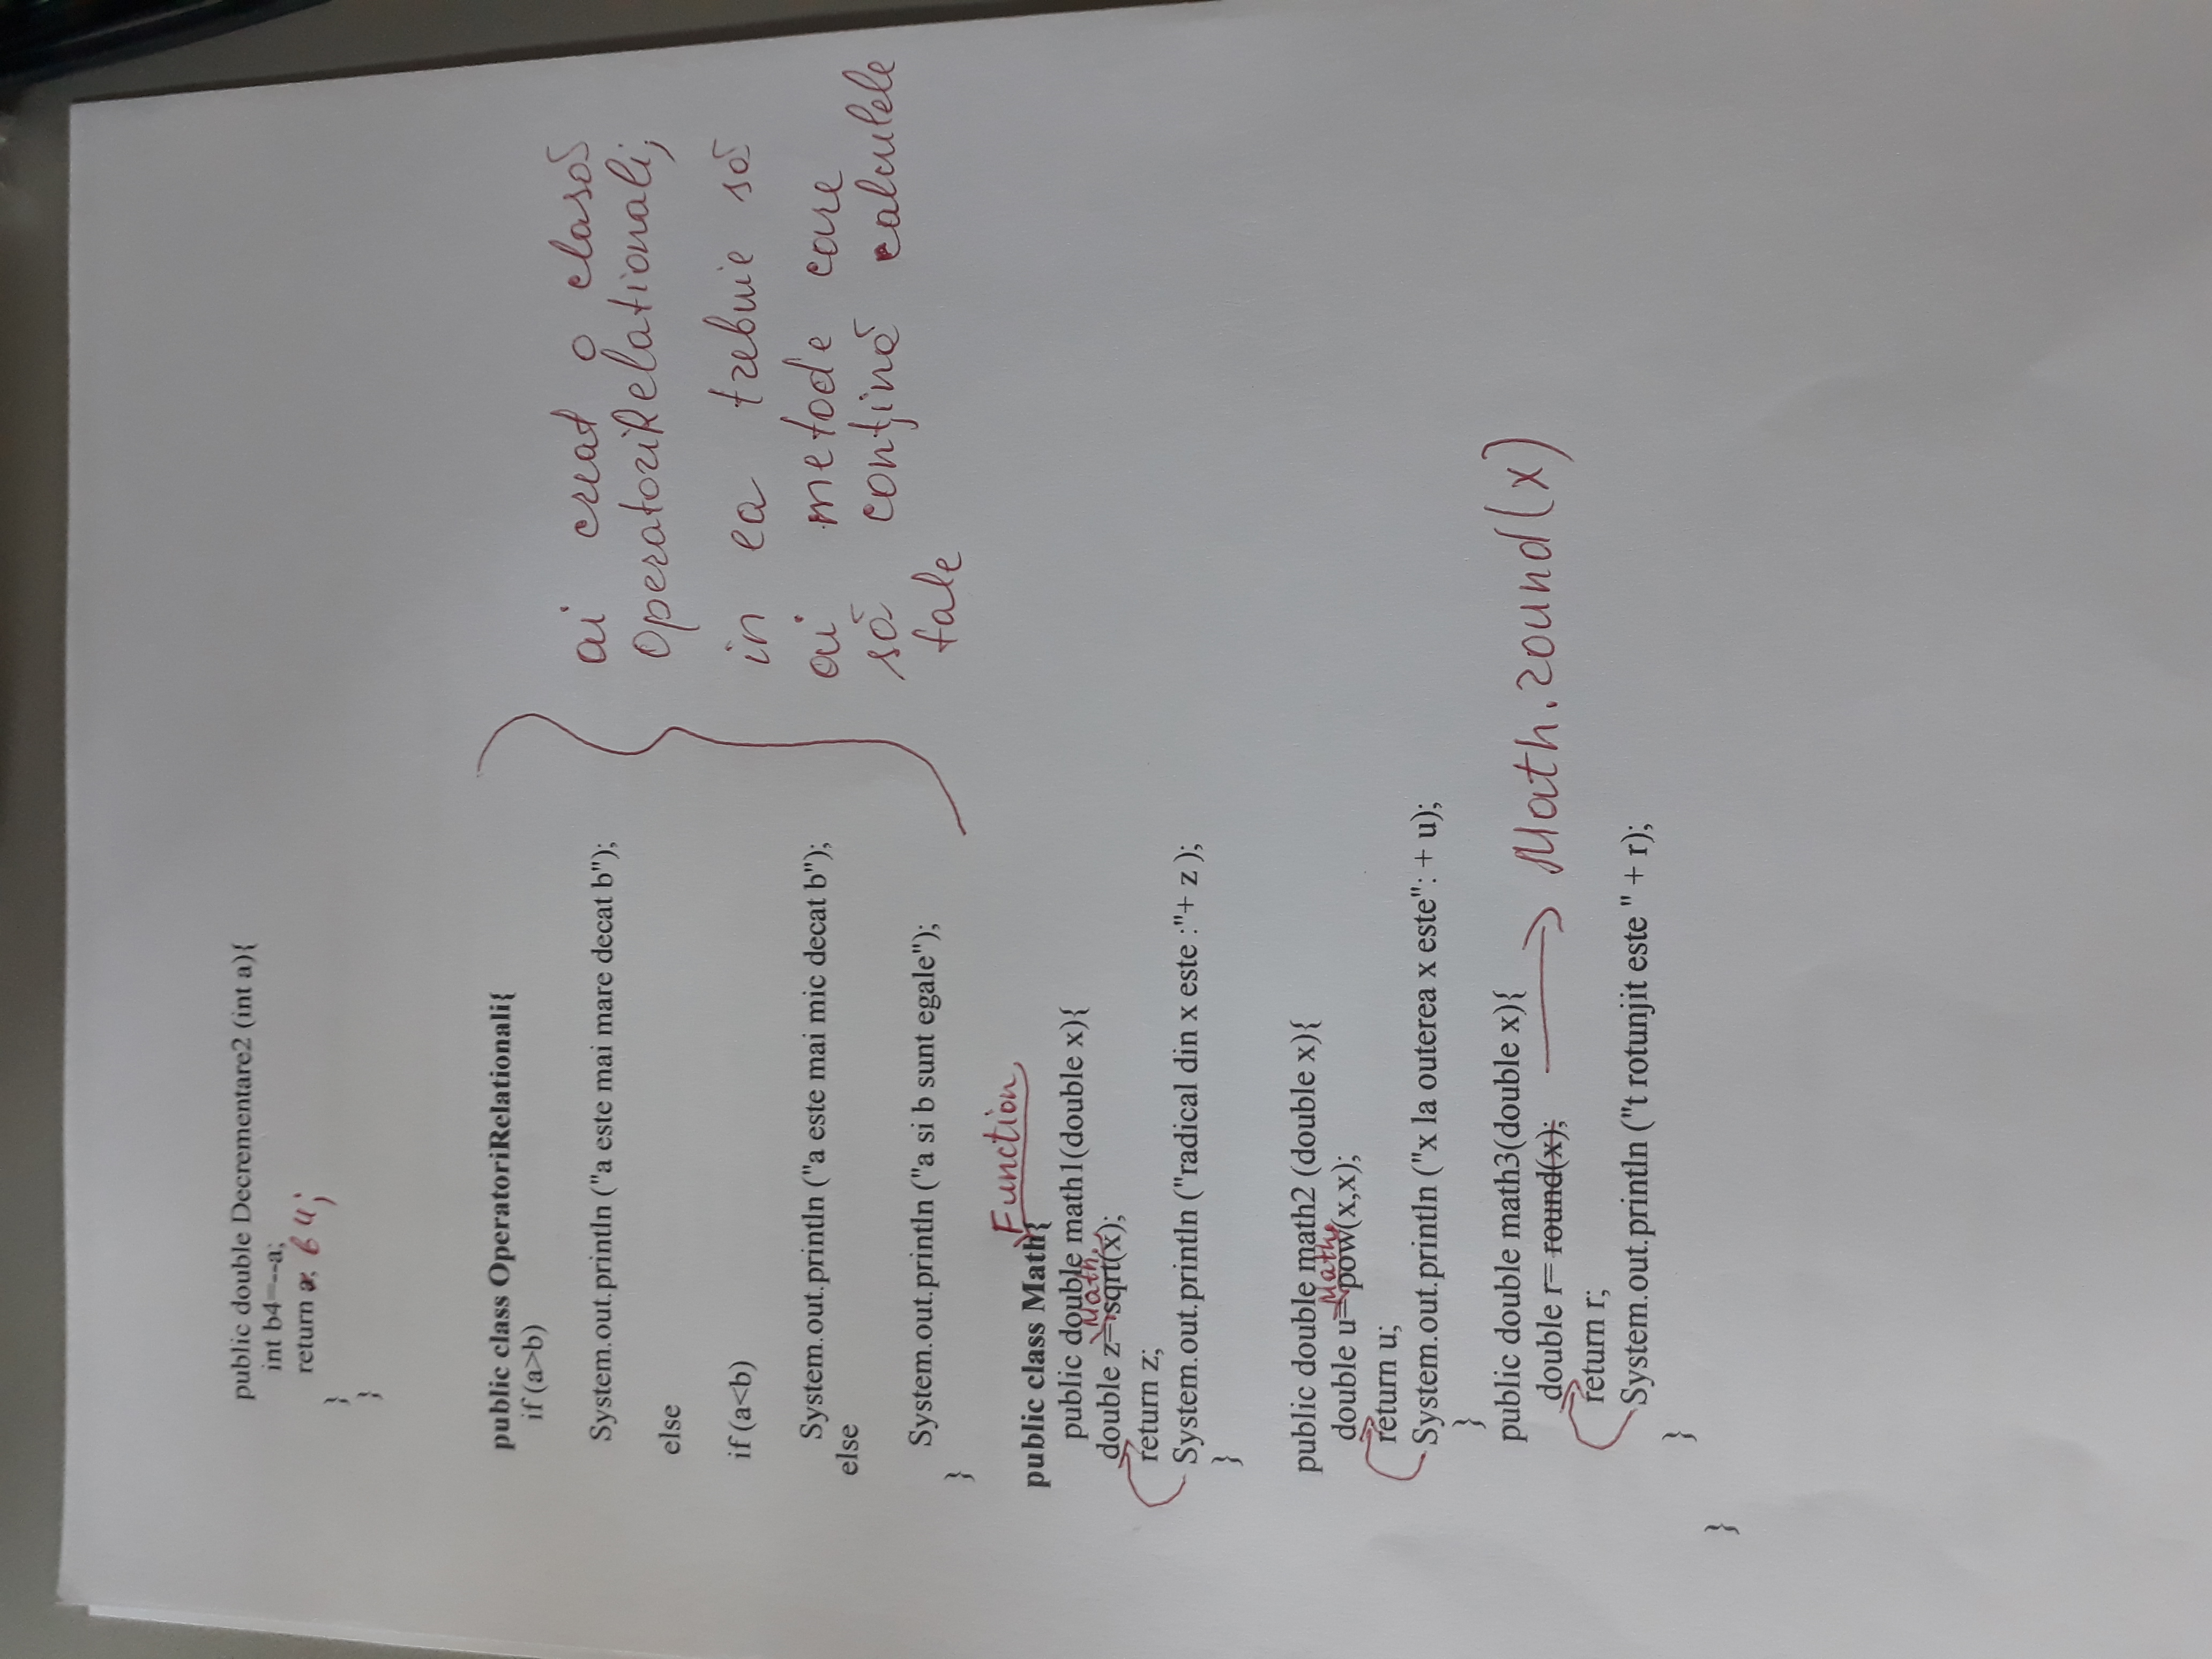 public double Decrementare2 (int a){
int b4=--a;
return a; b4;
}
}
public class OperatoriRelationali{
if (a>b)
System.out.println ("a este mai mare decat b");
else
if (a<b)
System.out.println ("a este mai mic decat b");
else
System.out.println ("a si b sunt egale");
}
ai creat o clasă
OperatoriRelationali;
in ea trebuie să
ai metode care
să conțină calculele
tale
Function
public class Math{
public double math1(double x){
Math.
double z= sqrt(x);
return z;
System.out.println ("radical din x este :"+ z );
}
public double math2 (double x){
Math.
double u= pow(x,x);
return u;
System.out.println ("x la outerea x este": + u);
}
public double math3(double x){
double r= round(x); Math.round(x)
return r;
System.out.println ("t rotunjit este " + r);
}
}